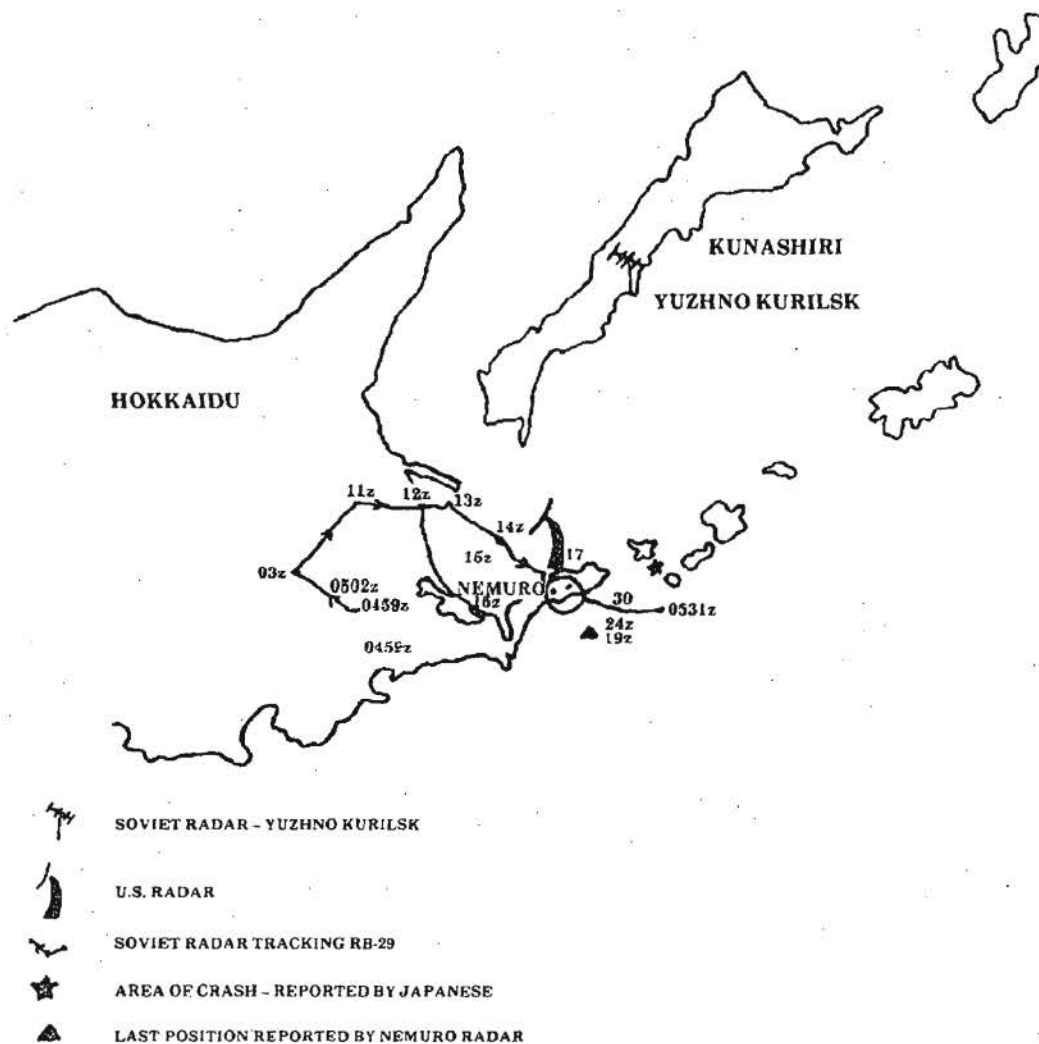 KUNASHIRI
YUZHNO KURILSK
HOKKAIDU
11z 12z 13z
14z
15z 17
03z 0502z NEMURO
0459z 16z 30 0531z
24z
19z
0459z
SOVIET RADAR – YUZHNO KURILSK
U.S. RADAR
SOVIET RADAR TRACKING RB-29
AREA OF CRASH – REPORTED BY JAPANESE
LAST POSITION REPORTED BY NEMURO RADAR